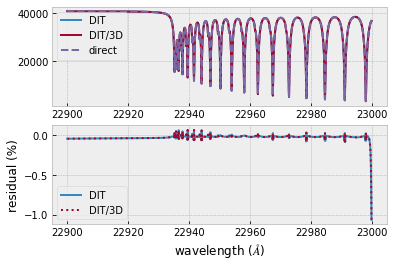 40000
20000
DIT
DIT/3D
direct
22900 22920 22940 22960 22980 23000
residual (%)
0.0
−0.5
−1.0
DIT
DIT/3D
22900 22920 22940 22960 22980 23000
wavelength (Å)